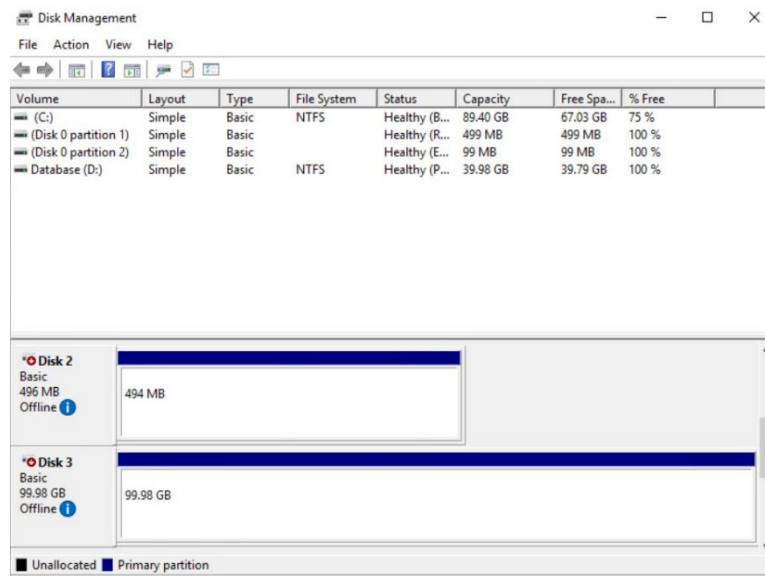 Disk Management
File Action View Help
Volume Layout Type File System Status Capacity Free Spa... % Free
(C:) Simple Basic NTFS Healthy (B... 89.40 GB 67.03 GB 75 %
(Disk 0 partition 1) Simple Basic Healthy (R... 499 MB 499 MB 100 %
(Disk 0 partition 2) Simple Basic Healthy (E... 99 MB 99 MB 100 %
Database (D:) Simple Basic NTFS Healthy (P... 39.98 GB 39.79 GB 100 %
Disk 2
Basic
496 MB
Offline
494 MB
Disk 3
Basic
99.98 GB
Offline
99.98 GB
Unallocated Primary partition